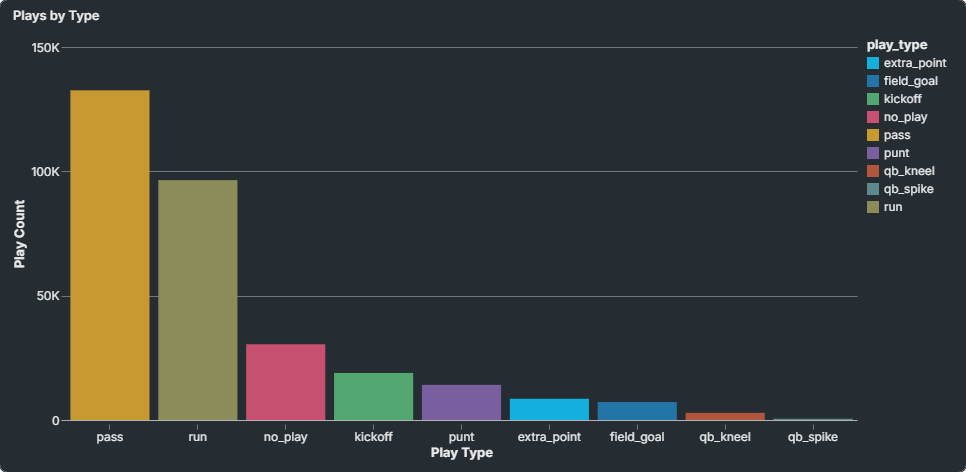 Plays by Type
150K
100K
50K
0
Play Count
pass run no_play kickoff punt extra_point field_goal qb_kneel qb_spike
Play Type
play_type
extra_point
field_goal
kickoff
no_play
pass
punt
qb_kneel
qb_spike
run